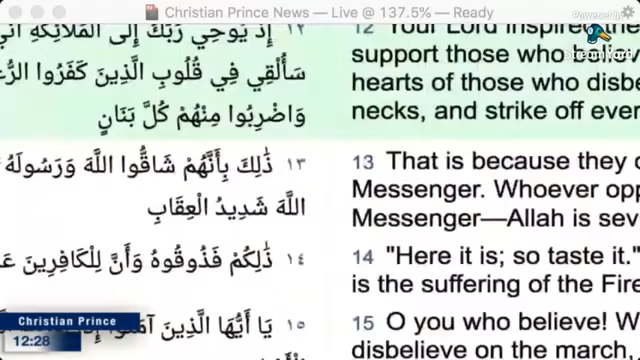 Christian Prince News — Live @ 137.5% — Ready
Powered by
إِذْ يُوحِي رَبُّكَ إِلَى الْمَلَائِكَةِ ١٢
سَأُلْقِي فِي قُلُوبِ الَّذِينَ كَفَرُوا
وَاضْرِبُوا مِنْهُمْ كُلَّ بَنَانٍ
١٣ ذَٰلِكَ بِأَنَّهُمْ شَاقُّوا اللَّهَ وَرَسُولَهُ
اللَّهَ شَدِيدُ الْعِقَابِ
١٤ ذَٰلِكُمْ فَذُوقُوهُ وَأَنَّ لِلْكَافِرِينَ
١٥ يَا أَيُّهَا الَّذِينَ
12 Your Lord inspired the
support those who believ
hearts of those who disbe
necks, and strike off ever
13 That is because they
Messenger. Whoever opp
Messenger—Allah is sev
14 "Here it is; so taste it."
is the suffering of the Fire
15 O you who believe! W
disbelieve on the march,
Christian Prince
12:28